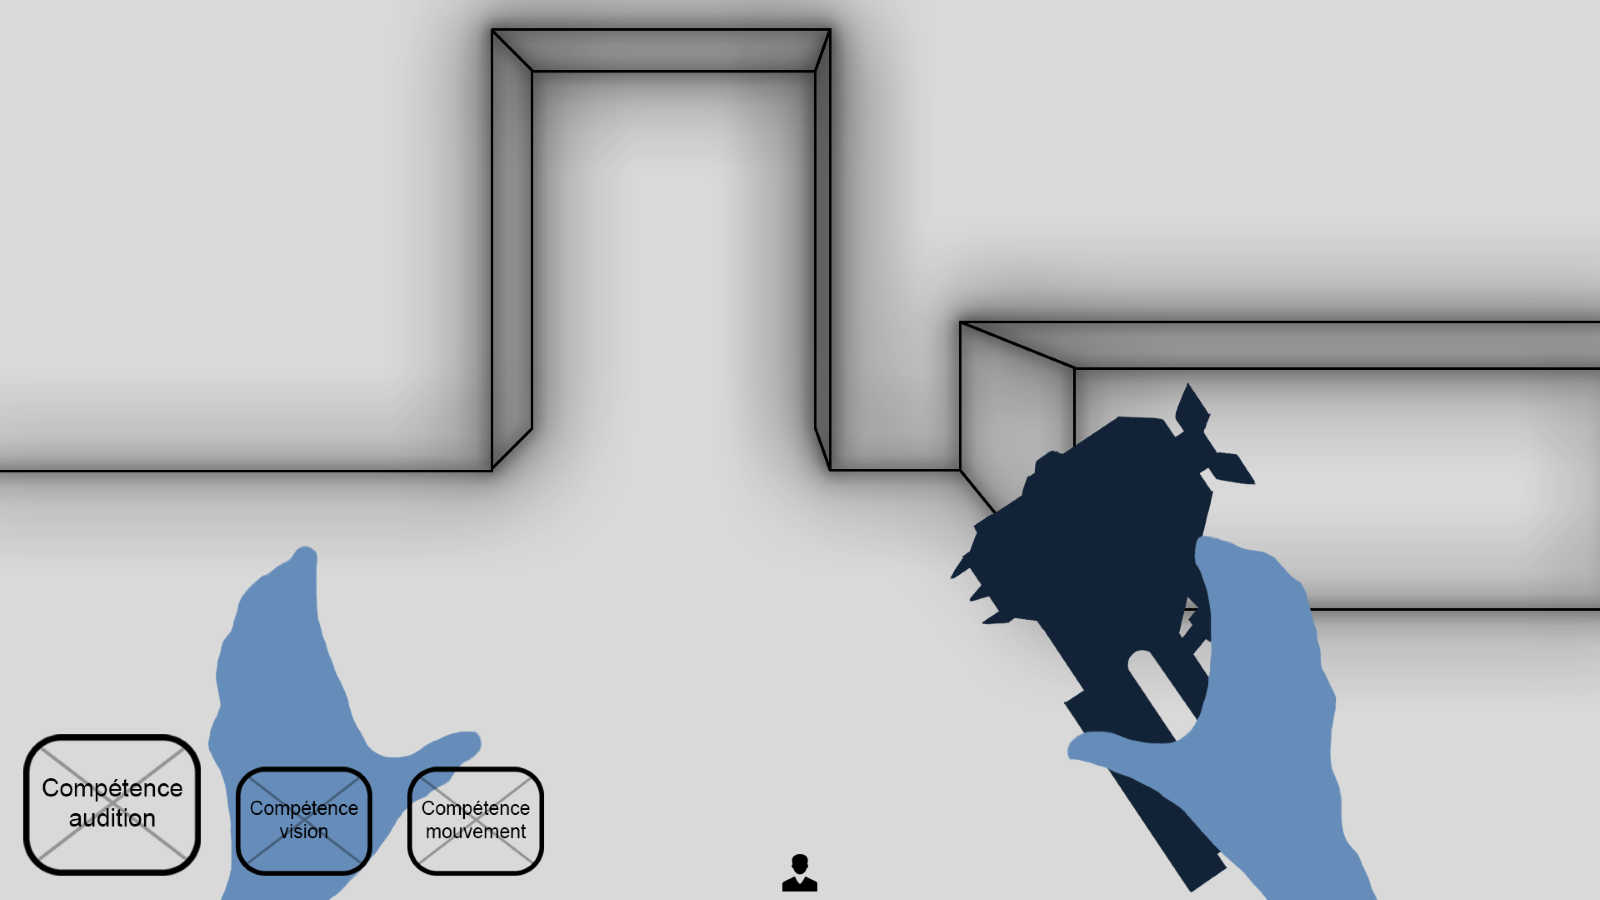 Compétence
audition
Compétence
vision
Compétence
mouvement